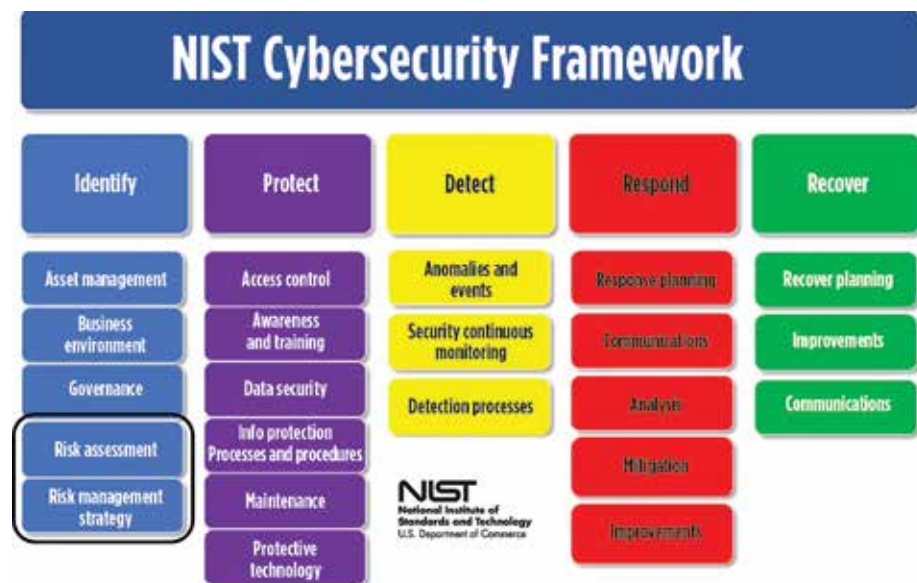 NIST Cybersecurity Framework
Identify
Protect
Detect
Respond
Recover
Asset management
Business
environment
Governance
Risk assessment
Risk management
strategy
Access control
Awareness
and training
Data security
Info protection
Processes and procedures
Maintenance
Protective
technology
Anomalies and
events
Security continuous
monitoring
Detection processes
NIST
National Institute of
Standards and Technology
U.S. Department of Commerce
Response planning
Communications
Analysis
Mitigation
Improvements
Recover planning
Improvements
Communications